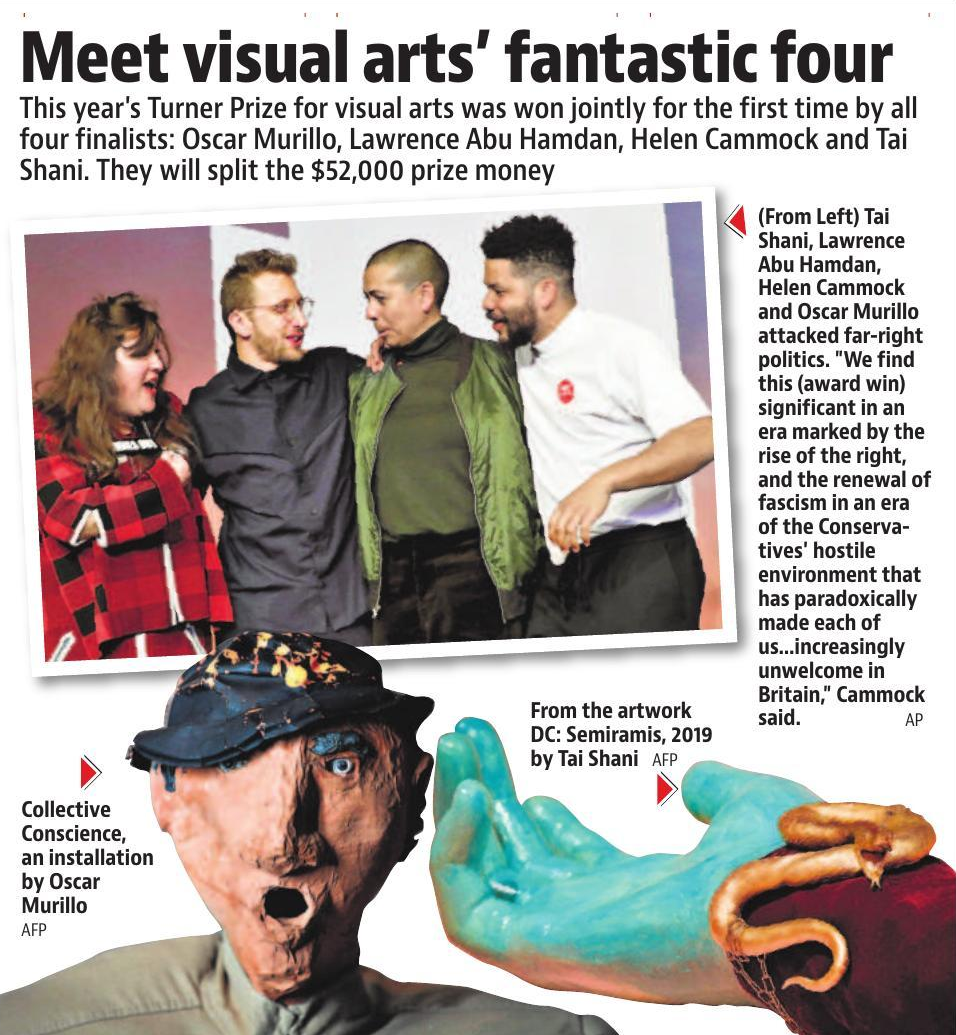 Meet visual arts’ fantastic four
This year’s Turner Prize for visual arts was won jointly for the first time by all
four finalists: Oscar Murillo, Lawrence Abu Hamdan, Helen Cammock and Tai
Shani. They will split the $52,000 prize money
(From Left) Tai
Shani, Lawrence
Abu Hamdan,
Helen Cammock
and Oscar Murillo
attacked far-right
politics. "We find
this (award win)
significant in an
era marked by the
rise of the right,
and the renewal of
fascism in an era
of the Conserva-
tives’ hostile
environment that
has paradoxically
made each of
us...increasingly
unwelcome in
Britain," Cammock
said. AP
From the artwork
DC: Semiramis, 2019
by Tai Shani AFP
Collective
Conscience,
an installation
by Oscar
Murillo
AFP